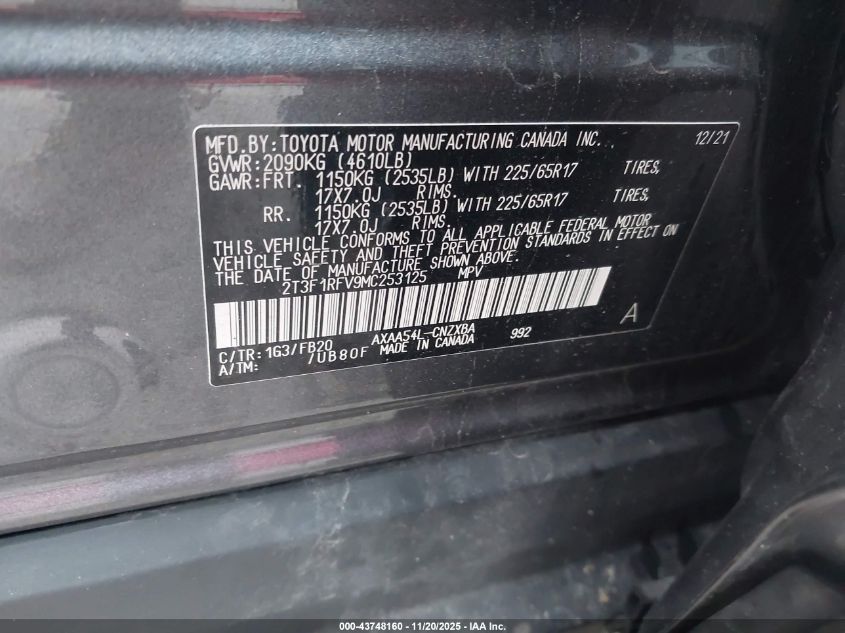 MFD.BY:TOYOTA MOTOR MANUFACTURING CANADA INC. 12/21
GVWR:2090KG (4610LB)
GAWR:FRT. 1150KG (2535LB) WITH 225/65R17 TIRES,
17X7.0J RIMS.
RR. 1150KG (2535LB) WITH 225/65R17 TIRES,
17X7.0J RIMS.
THIS VEHICLE CONFORMS TO ALL APPLICABLE FEDERAL MOTOR
VEHICLE SAFETY AND THEFT PREVENTION STANDARDS IN EFFECT ON
THE DATE OF MANUFACTURE SHOWN ABOVE.
2T3F1RFV9MC253125 MPV
A
C/TR:1G3/FB20 AXAA54L-CNZXBA 992
A/TM: /UB80F MADE IN CANADA
000-43748160 - 11/20/2025 - IAA Inc.